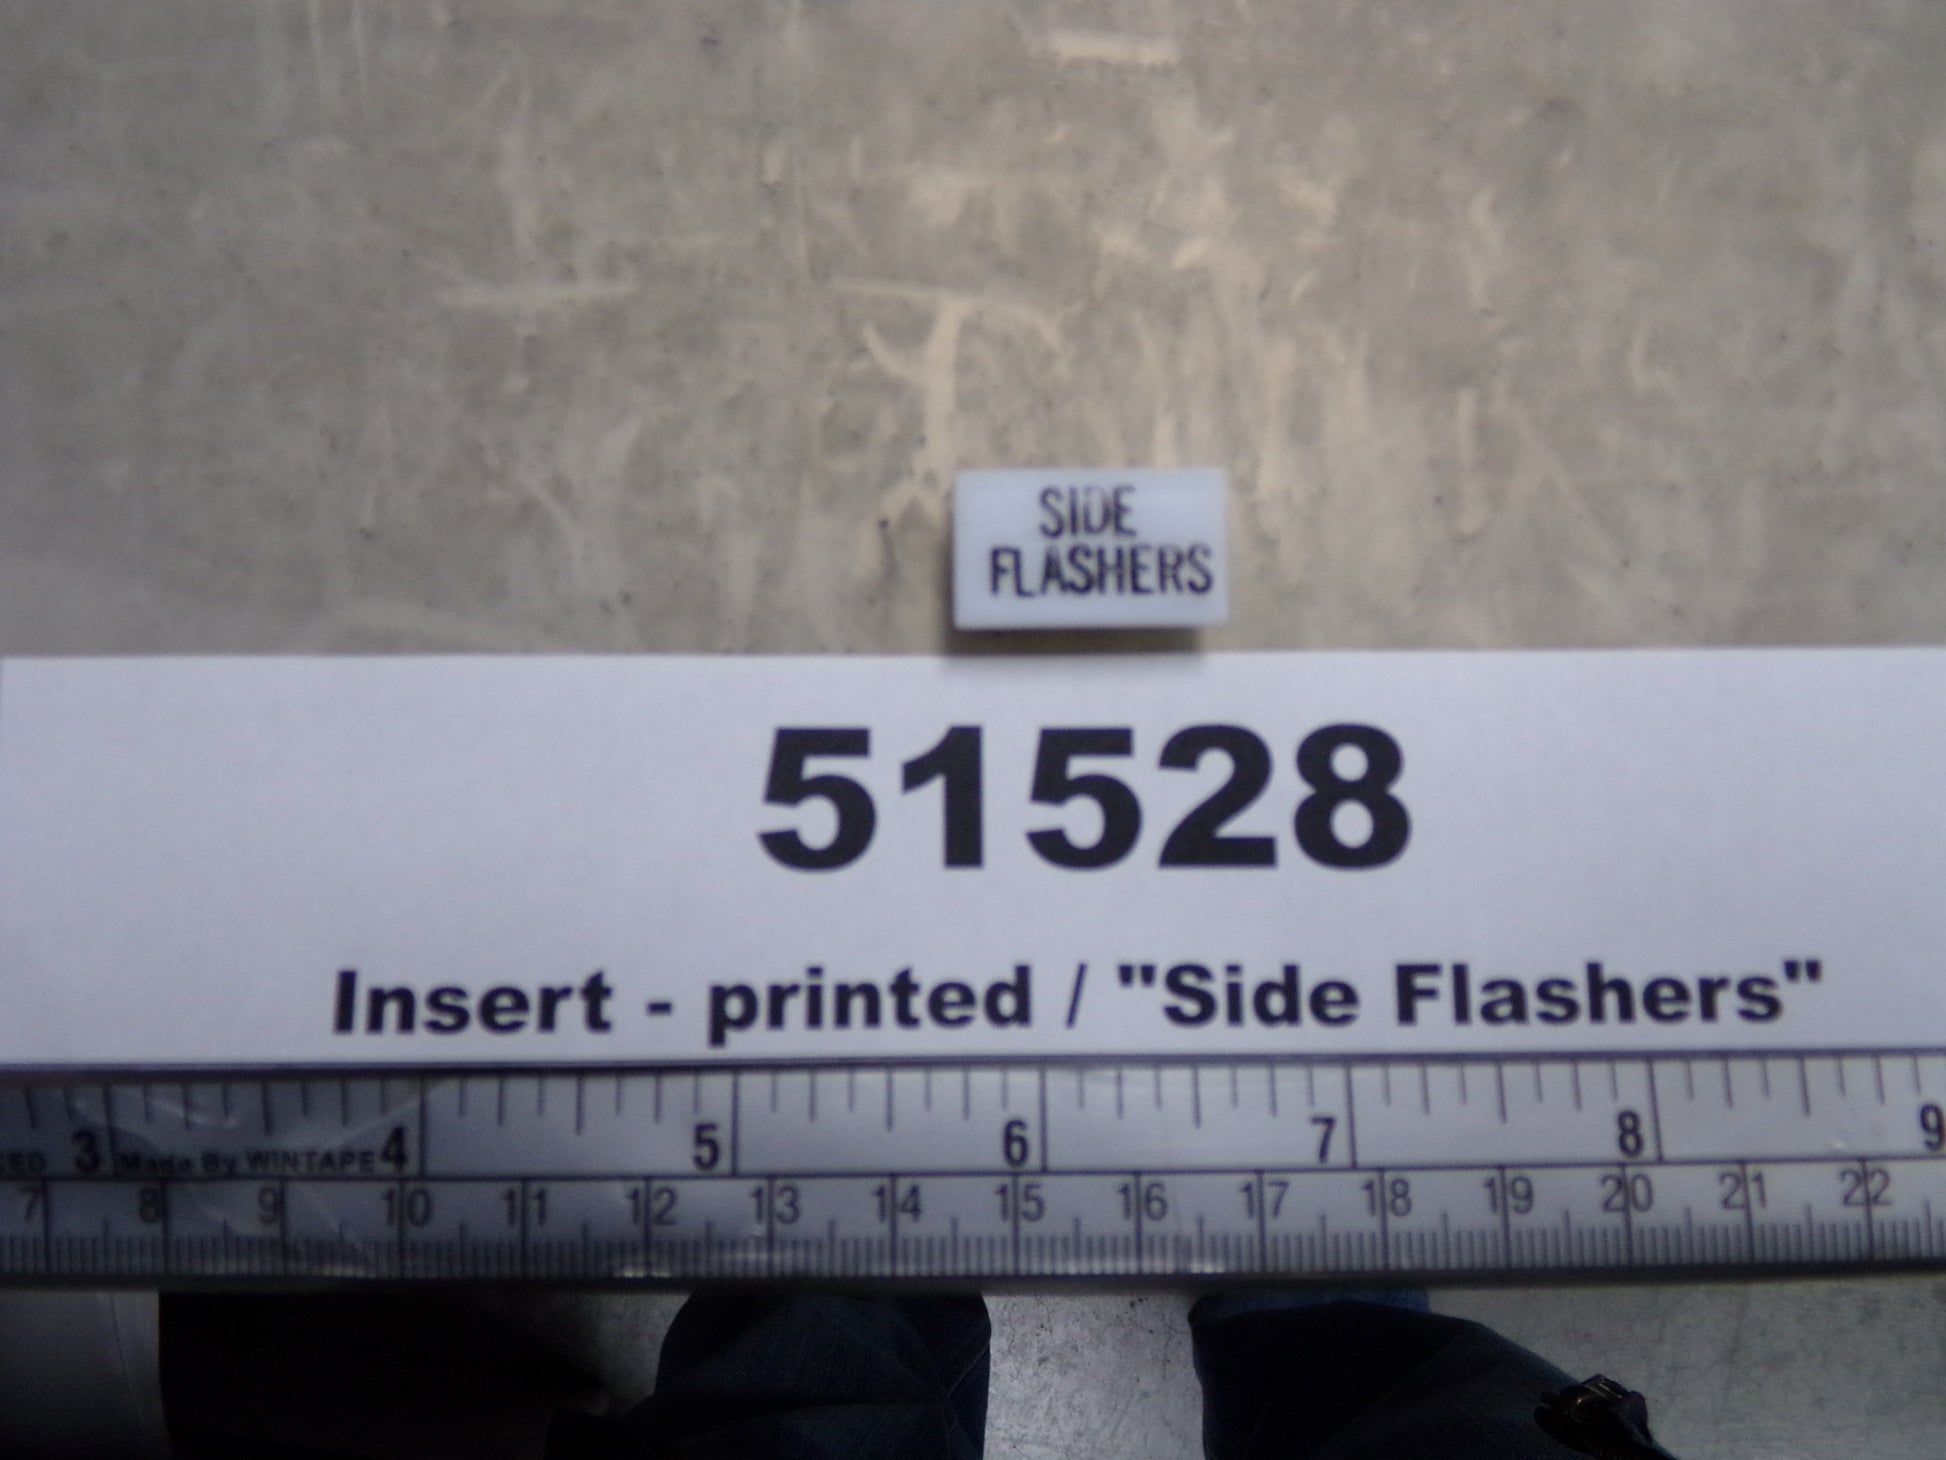 SIDE
FLASHERS
51528
Insert - printed / "Side Flashers"
3 Made By WINTAPE 4 5 6 7 8 9
7 8 9 10 11 12 13 14 15 16 17 18 19 20 21 22